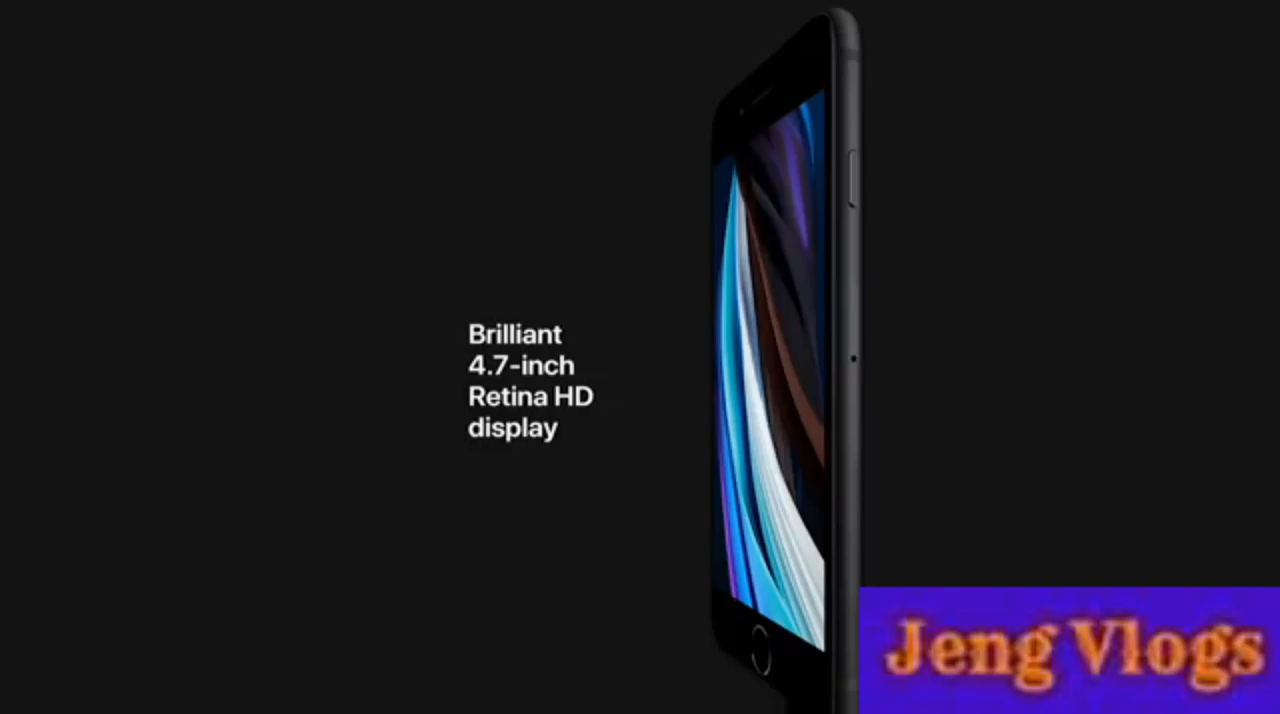 Brilliant
4.7-inch
Retina HD
display
Jeng Vlogs